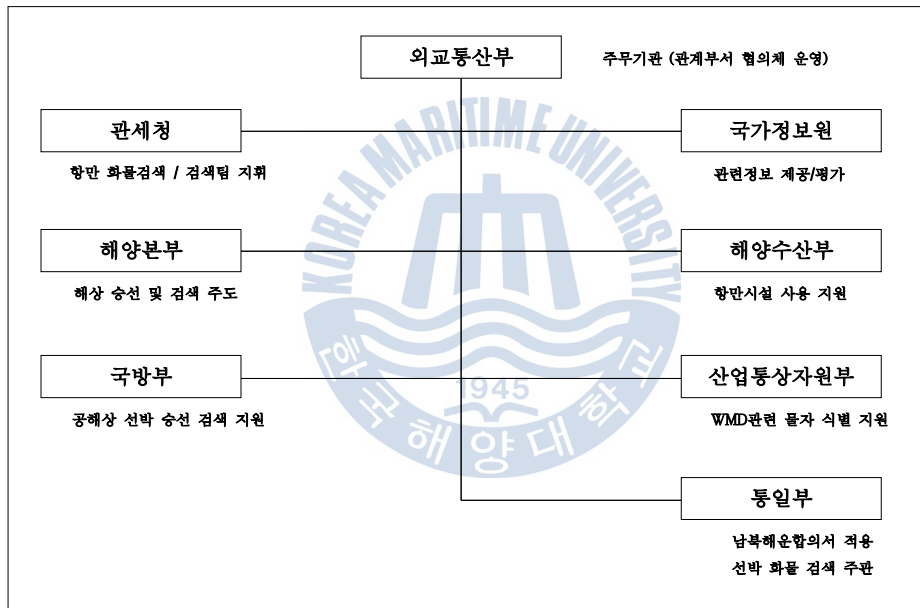 외교통산부
주무기관 (관계부서 협의체 운영)
관세청
항만 화물검색 / 검색팀 지휘
국가정보원
관련정보 제공/평가
해양본부
해상 승선 및 검색 주도
해양수산부
항만시설 사용 지원
국방부
공해상 선박 승선 검색 지원
산업통상자원부
WMD관련 물자 식별 지원
통일부
남북해운합의서 적용
선박 화물 검색 주관
KOREA MARITIME UNIVERSITY
1945
한국해양대학교